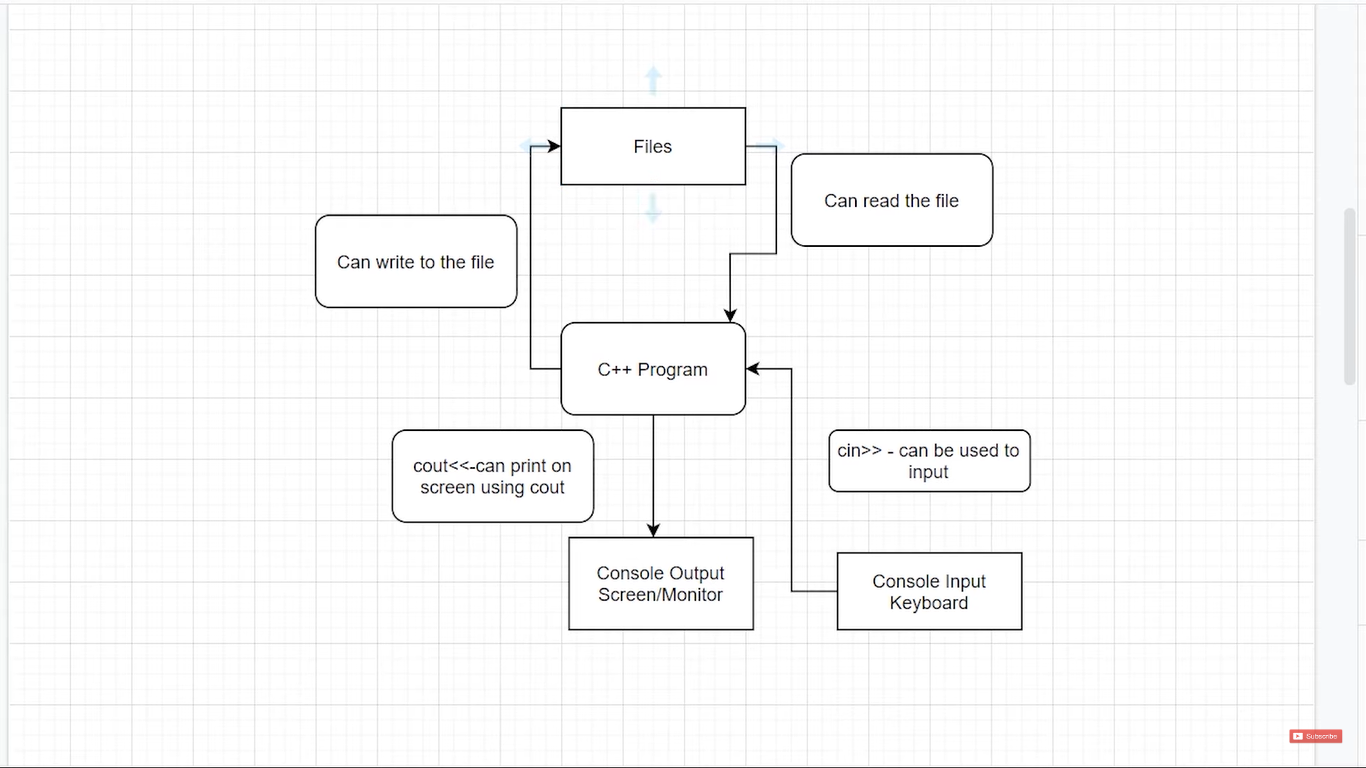 Files
Can read the file
Can write to the file
C++ Program
cout<<-can print on
screen using cout
cin>> - can be used to
input
Console Output
Screen/Monitor
Console Input
Keyboard
Subscribe